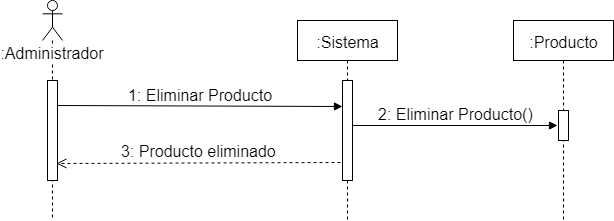 :Administrador
:Sistema
:Producto
1: Eliminar Producto
2: Eliminar Producto()
3: Producto eliminado